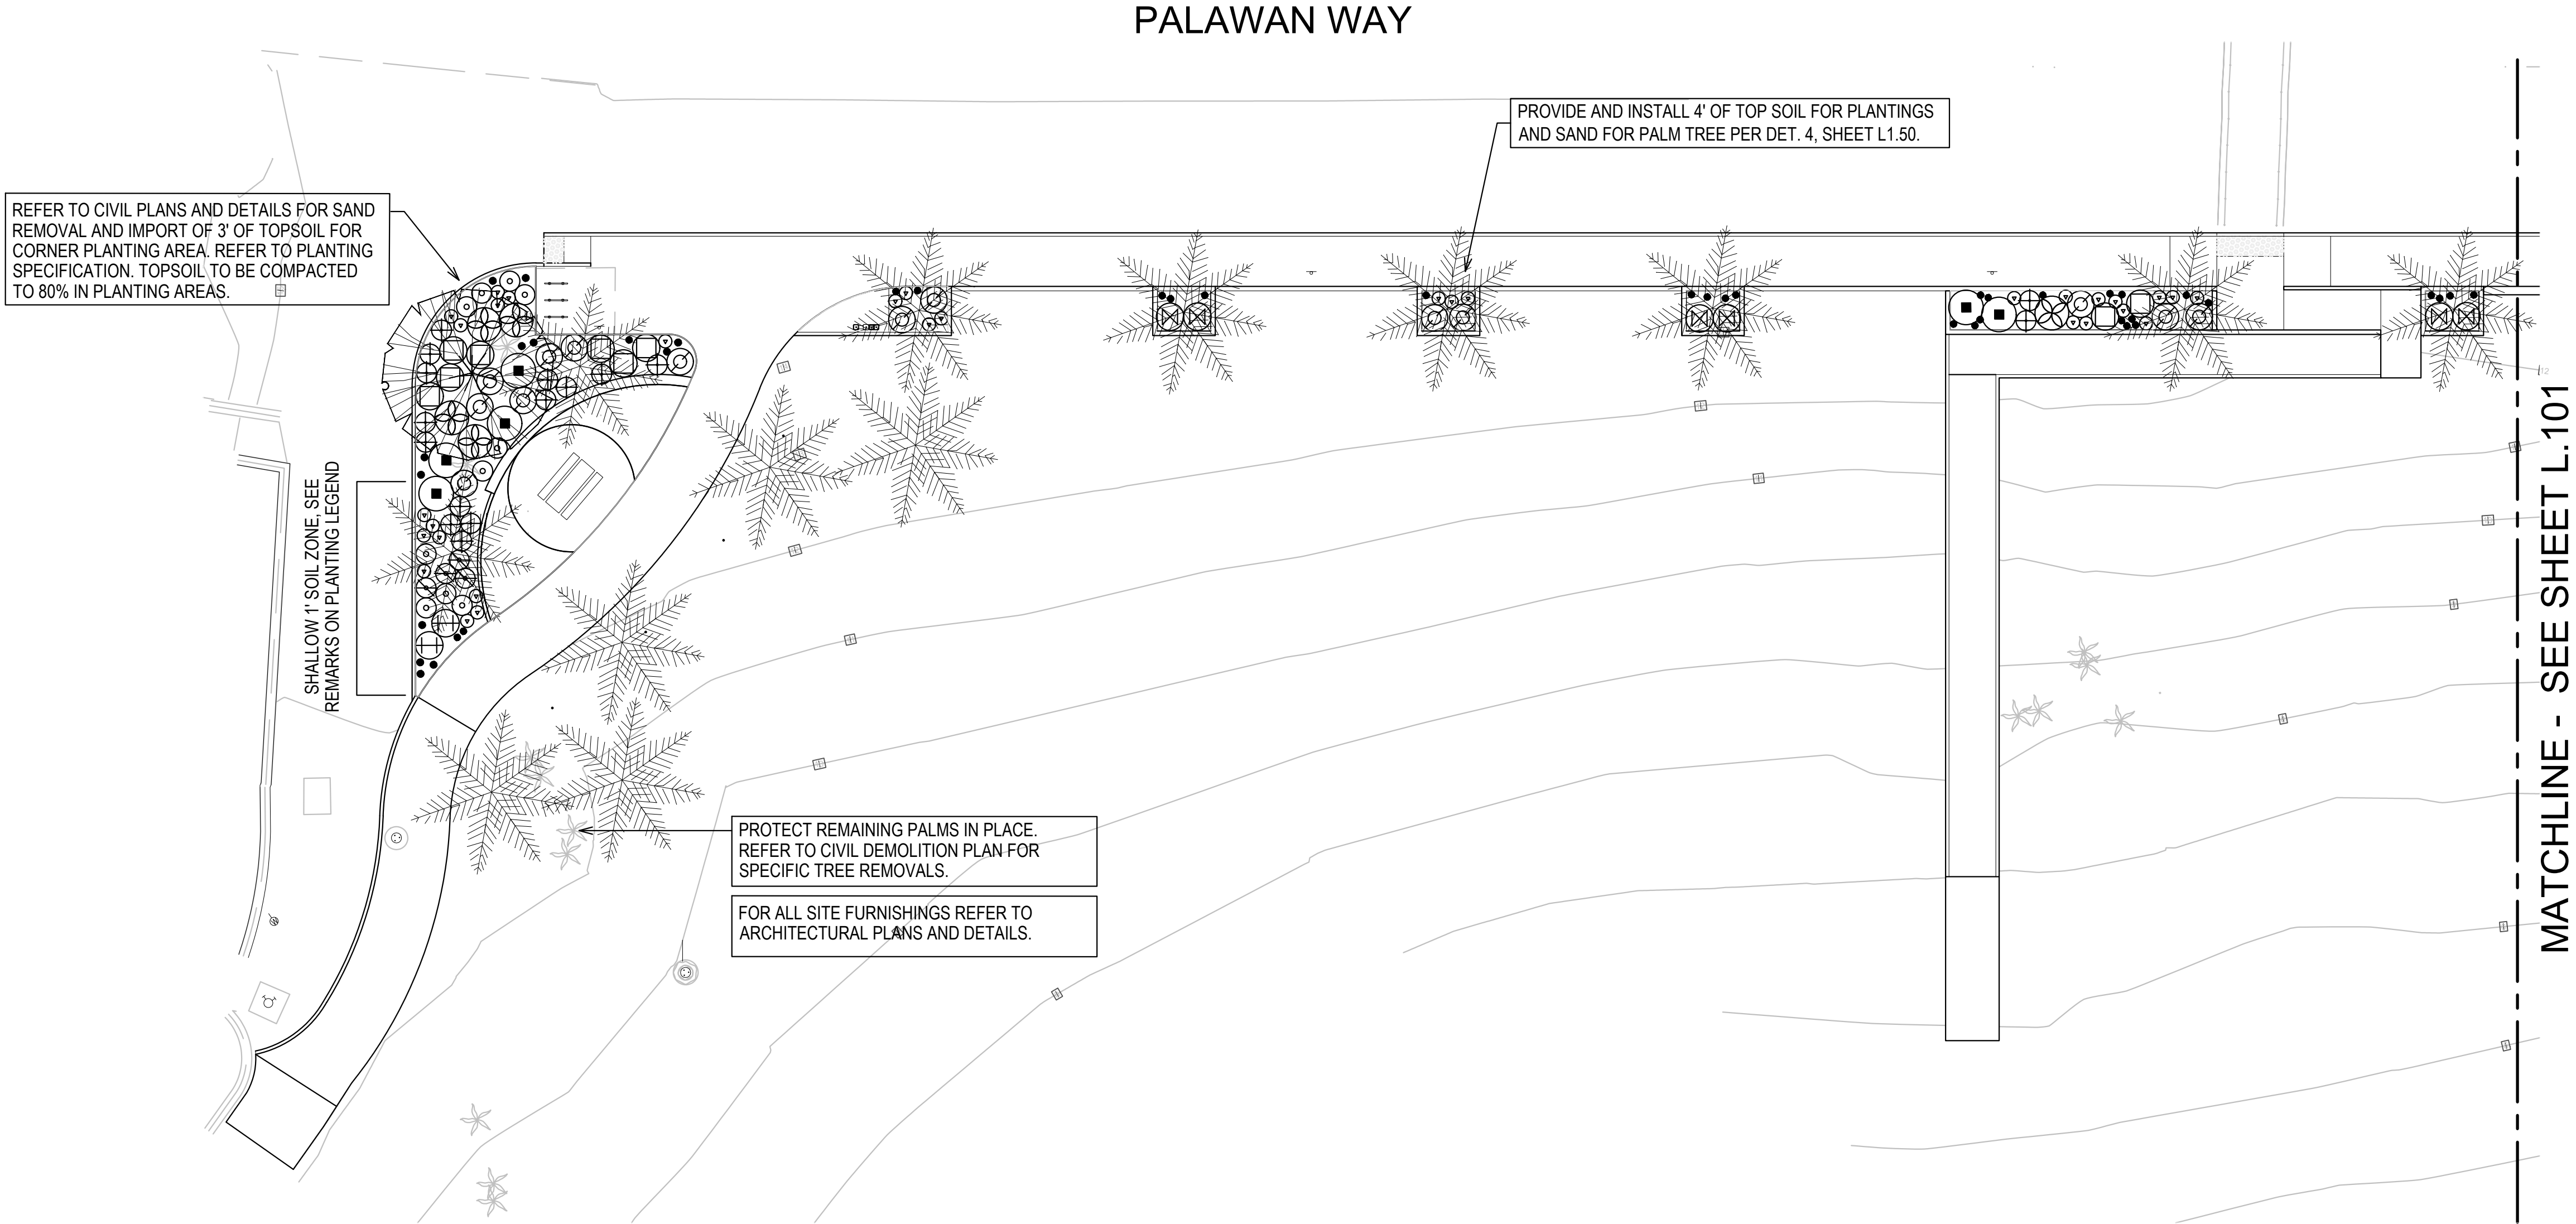 PALAWAN WAY
PROVIDE AND INSTALL 4' OF TOP SOIL FOR PLANTINGS
AND SAND FOR PALM TREE PER DET. 4, SHEET L1.50.
REFER TO CIVIL PLANS AND DETAILS FOR SAND
REMOVAL AND IMPORT OF 3' OF TOPSOIL FOR
CORNER PLANTING AREA. REFER TO PLANTING
SPECIFICATION. TOPSOIL TO BE COMPACTED
TO 80% IN PLANTING AREAS.
SHALLOW 1' SOIL ZONE, SEE
REMARKS ON PLANTING LEGEND
PROTECT REMAINING PALMS IN PLACE.
REFER TO CIVIL DEMOLITION PLAN FOR
SPECIFIC TREE REMOVALS.
FOR ALL SITE FURNISHINGS REFER TO
ARCHITECTURAL PLANS AND DETAILS.
12
MATCHLINE - SEE SHEET L.101